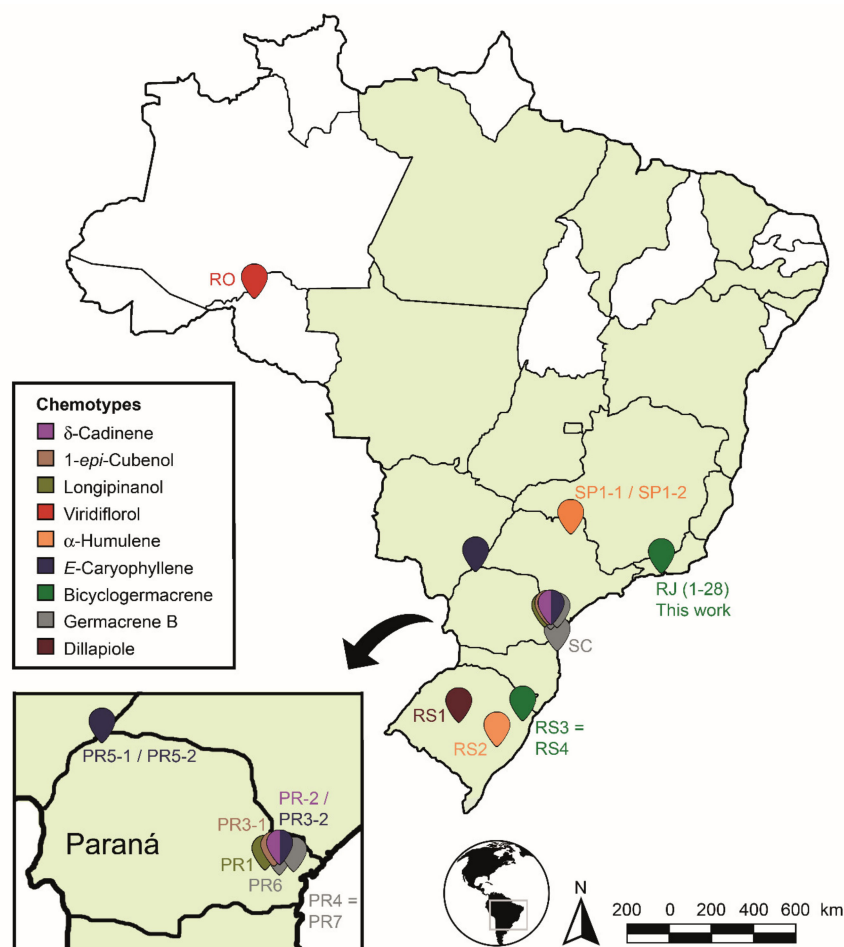 RO
Chemotypes
δ-Cadinene
1-epi-Cubenol
Longipinanol
Viridiflorol
α-Humulene
E-Caryophyllene
Bicyclogermacrene
Germacrene B
Dillapiole
SP1-1 / SP1-2
RJ (1-28)
This work
SC
RS1
RS2
RS3 =
RS4
PR5-1 / PR5-2
PR-2 /
PR3-2
PR3-1
Paraná
PR1
PR6
PR4 =
PR7
N
200 0 200 400 600 km